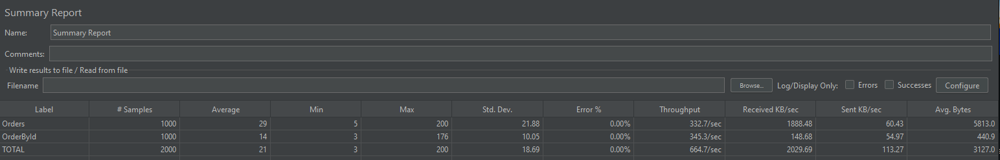 Summary Report
Name: Summary Report
Comments:
Write results to file / Read from file
Filename Browse... Log/Display Only: Errors Successes Configure
Label # Samples Average Min Max Std. Dev. Error % Throughput Received KB/sec Sent KB/sec Avg. Bytes
Orders 1000 29 5 200 21.88 0.00% 332.7/sec 1888.48 60.43 5813.0
OrderById 1000 14 3 176 10.05 0.00% 345.3/sec 148.68 54.97 440.9
TOTAL 2000 21 3 200 18.69 0.00% 664.7/sec 2029.69 113.27 3127.0